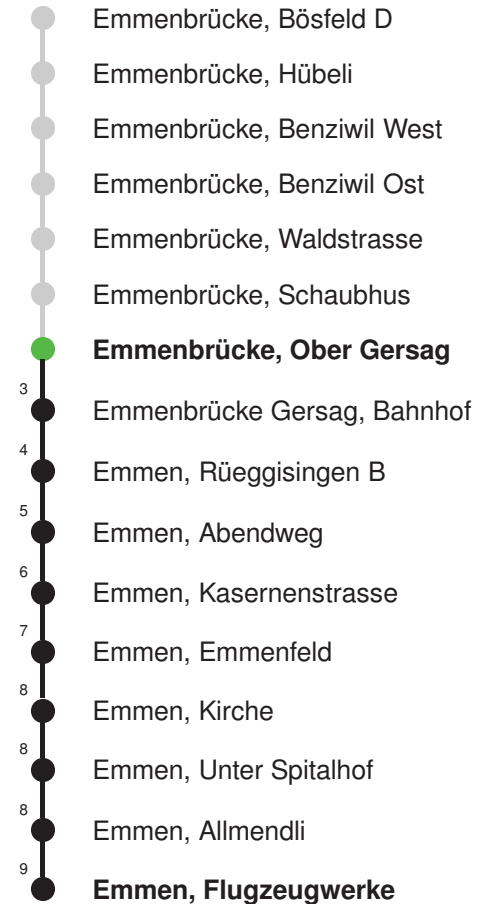 Emmenbrücke, Bösfeld D
Emmenbrücke, Hübeli
Emmenbrücke, Benziwil West
Emmenbrücke, Benziwil Ost
Emmenbrücke, Waldstrasse
Emmenbrücke, Schaubhus
Emmenbrücke, Ober Gersag
3 Emmenbrücke Gersag, Bahnhof
4 Emmen, Rüeggisingen B
5 Emmen, Abendweg
6 Emmen, Kasernenstrasse
7 Emmen, Emmenfeld
8 Emmen, Kirche
8 Emmen, Unter Spitalhof
8 Emmen, Allmendli
9 Emmen, Flugzeugwerke